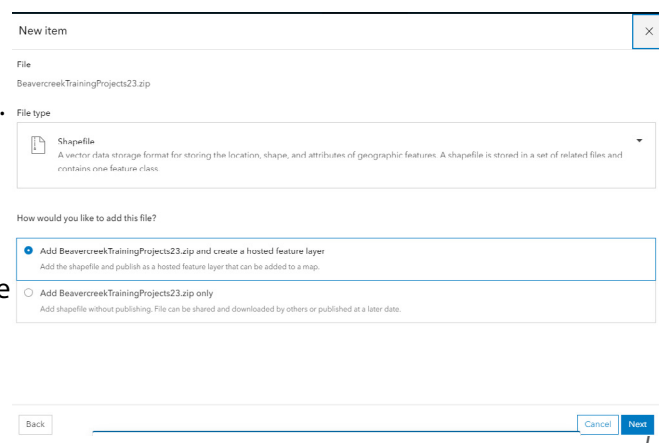 New item
File
BeavercreekTrainingProjects23.zip
• File type
Shapefile
A vector data storage format for storing the location, shape, and attributes of geographic features. A shapefile is stored in a set of related files and
contains one feature class.
How would you like to add this file?
Add BeavercreekTrainingProjects23.zip and create a hosted feature layer
Add the shapefile and publish as a hosted feature layer that can be added to a map.
e
Add BeavercreekTrainingProjects23.zip only
Add shapefile without publishing. File can be shared and downloaded by others or published at a later date.
Back
Cancel
Next